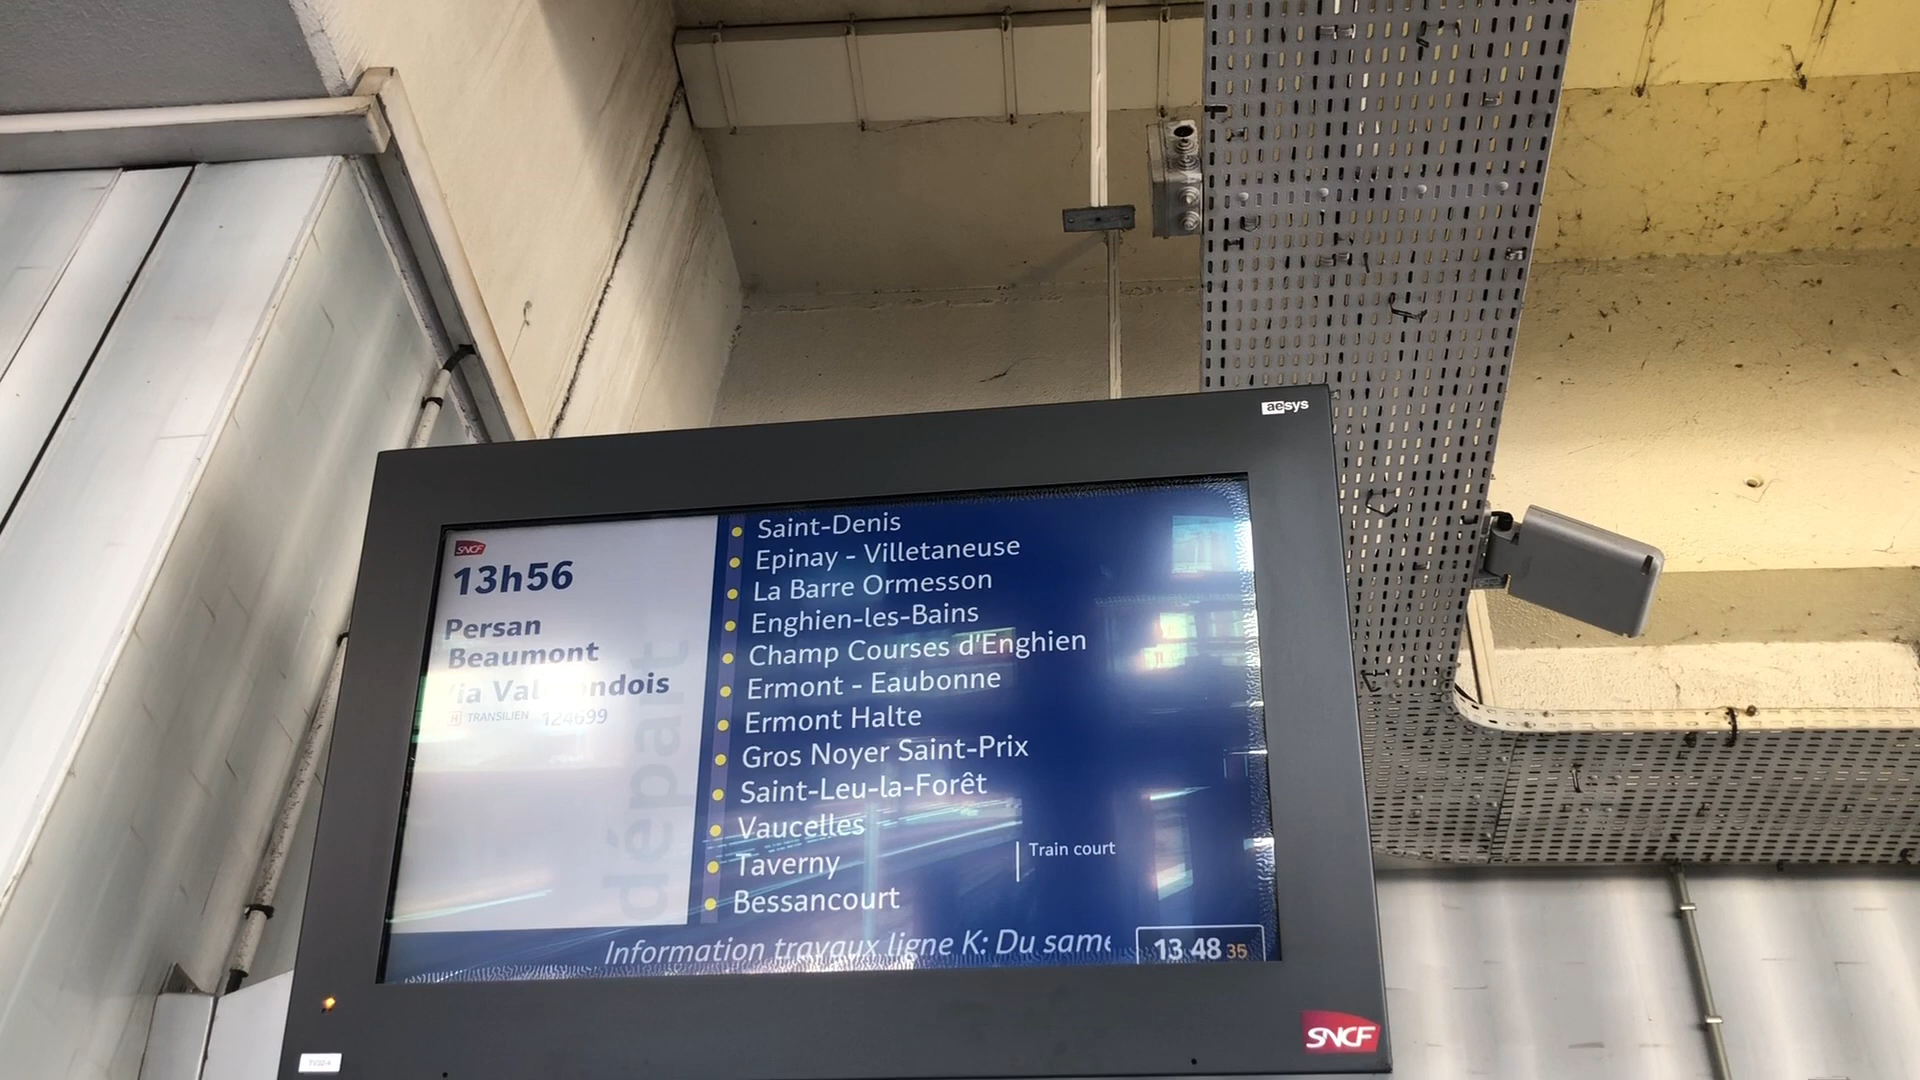 aesys
SNCF
13h56
Persan
Beaumont
H TRANSILIEN 124699
départ
Saint-Denis
Epinay - Villetaneuse
La Barre Ormesson
Enghien-les-Bains
Champ Courses d'Enghien
Ermont - Eaubonne
Ermont Halte
Gros Noyer Saint-Prix
Saint-Leu-la-Forêt
Vaucelles
Taverny
Bessancourt
Train court
Information travaux ligne K: Du same
13 48 35
SNCF